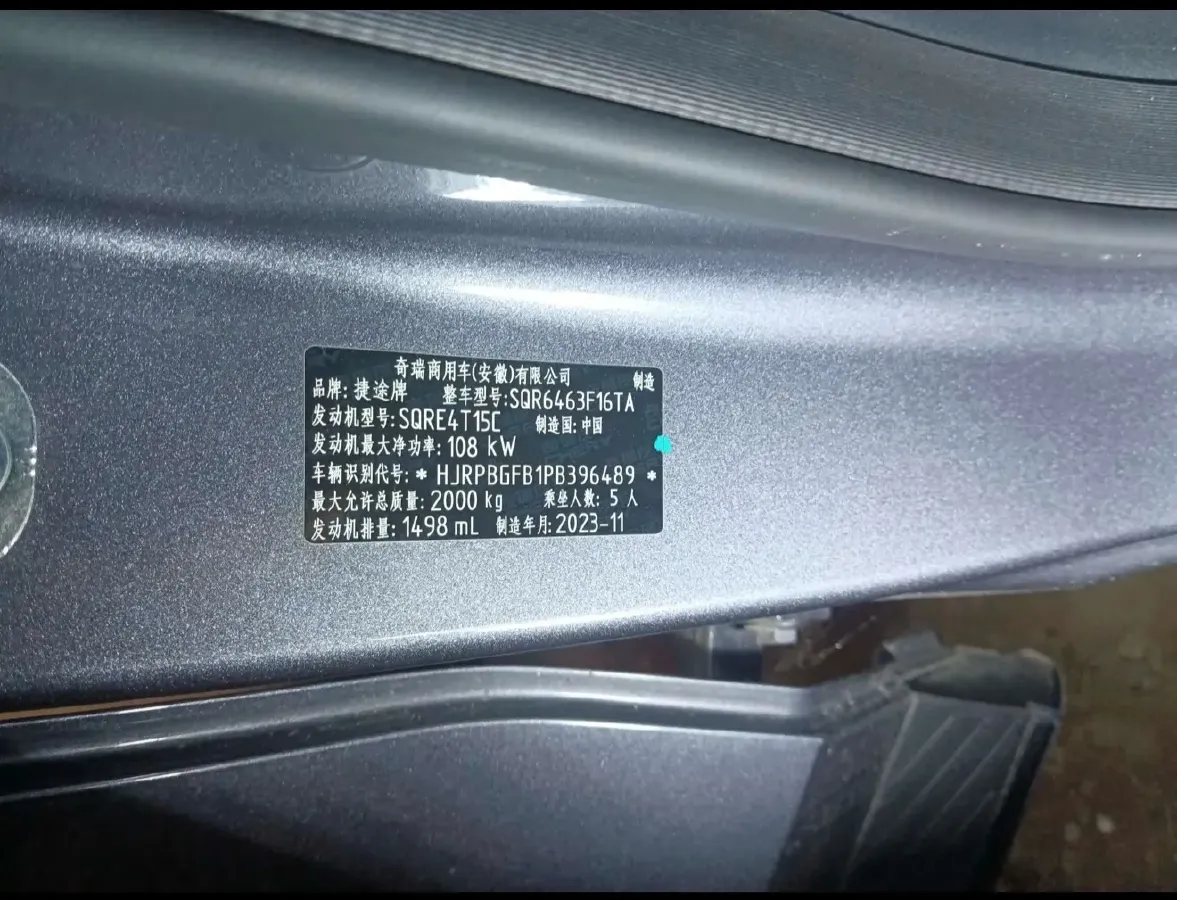 奇瑞商用车(安徽)有限公司 制造
品牌: 捷途牌 整车型号:SQR6463F16TA
发动机型号:SQRE4T15C 制造国:中国
发动机最大净功率: 108 kW
车辆识别代号: * HJRPBGFB1PB396489 *
最大允许总质量: 2000 kg 乘坐人数: 5 人
发动机排量: 1498 mL 制造年月:2023-11